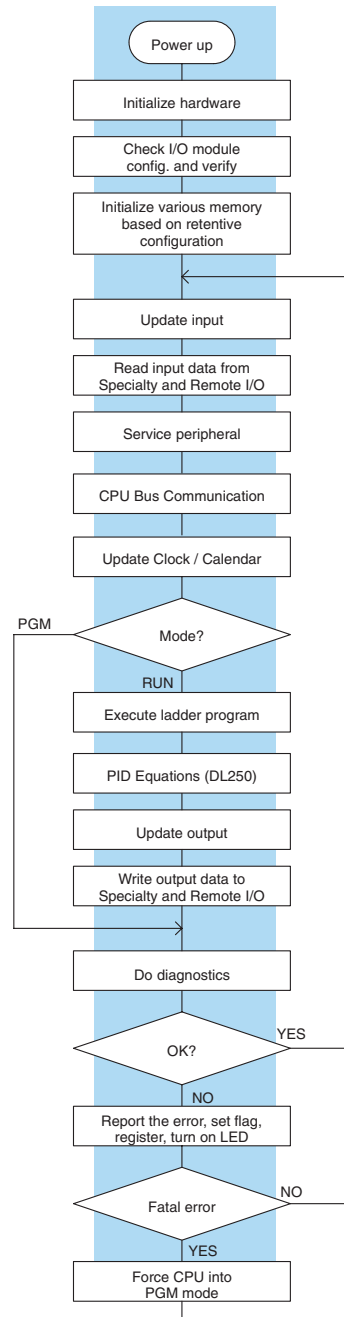 Power up
Initialize hardware
Check I/O module
config. and verify
Initialize various memory
based on retentive
configuration
Update input
Read input data from
Specialty and Remote I/O
Service peripheral
CPU Bus Communication
Update Clock / Calendar
PGM
Mode?
RUN
Execute ladder program
PID Equations (DL250)
Update output
Write output data to
Specialty and Remote I/O
Do diagnostics
OK?
YES
NO
Report the error, set flag,
register, turn on LED
Fatal error
NO
YES
Force CPU into
PGM mode